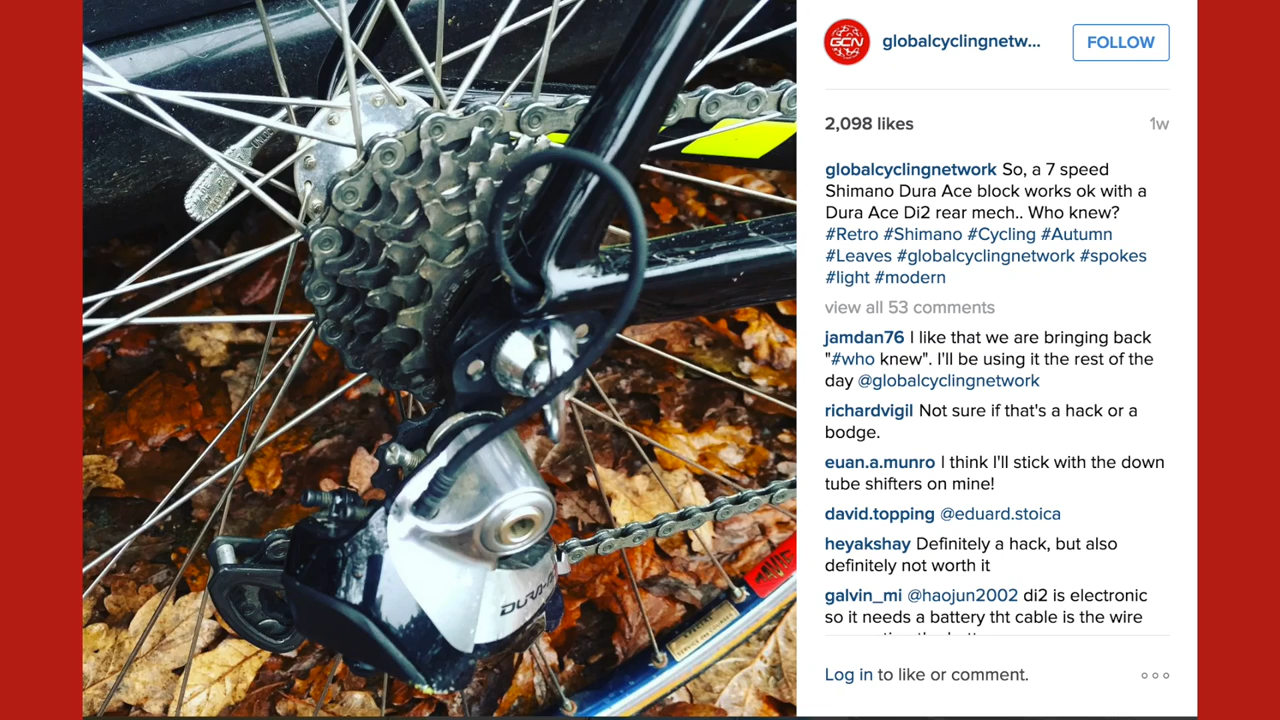 GCN
globalcyclingnetw...
FOLLOW
2,098 likes
1w
globalcyclingnetwork So, a 7 speed
Shimano Dura Ace block works ok with a
Dura Ace Di2 rear mech.. Who knew?
#Retro #Shimano #Cycling #Autumn
#Leaves #globalcyclingnetwork #spokes
#light #modern
view all 53 comments
jamdan76 I like that we are bringing back
"#who knew". I'll be using it the rest of the
day @globalcyclingnetwork
richardvigil Not sure if that's a hack or a
bodge.
euan.a.munro I think I'll stick with the down
tube shifters on mine!
david.topping @eduard.stoica
heyakshay Definitely a hack, but also
definitely not worth it
galvin_mi @haojun2002 di2 is electronic
so it needs a battery tht cable is the wire
Log in to like or comment.
DURA-A